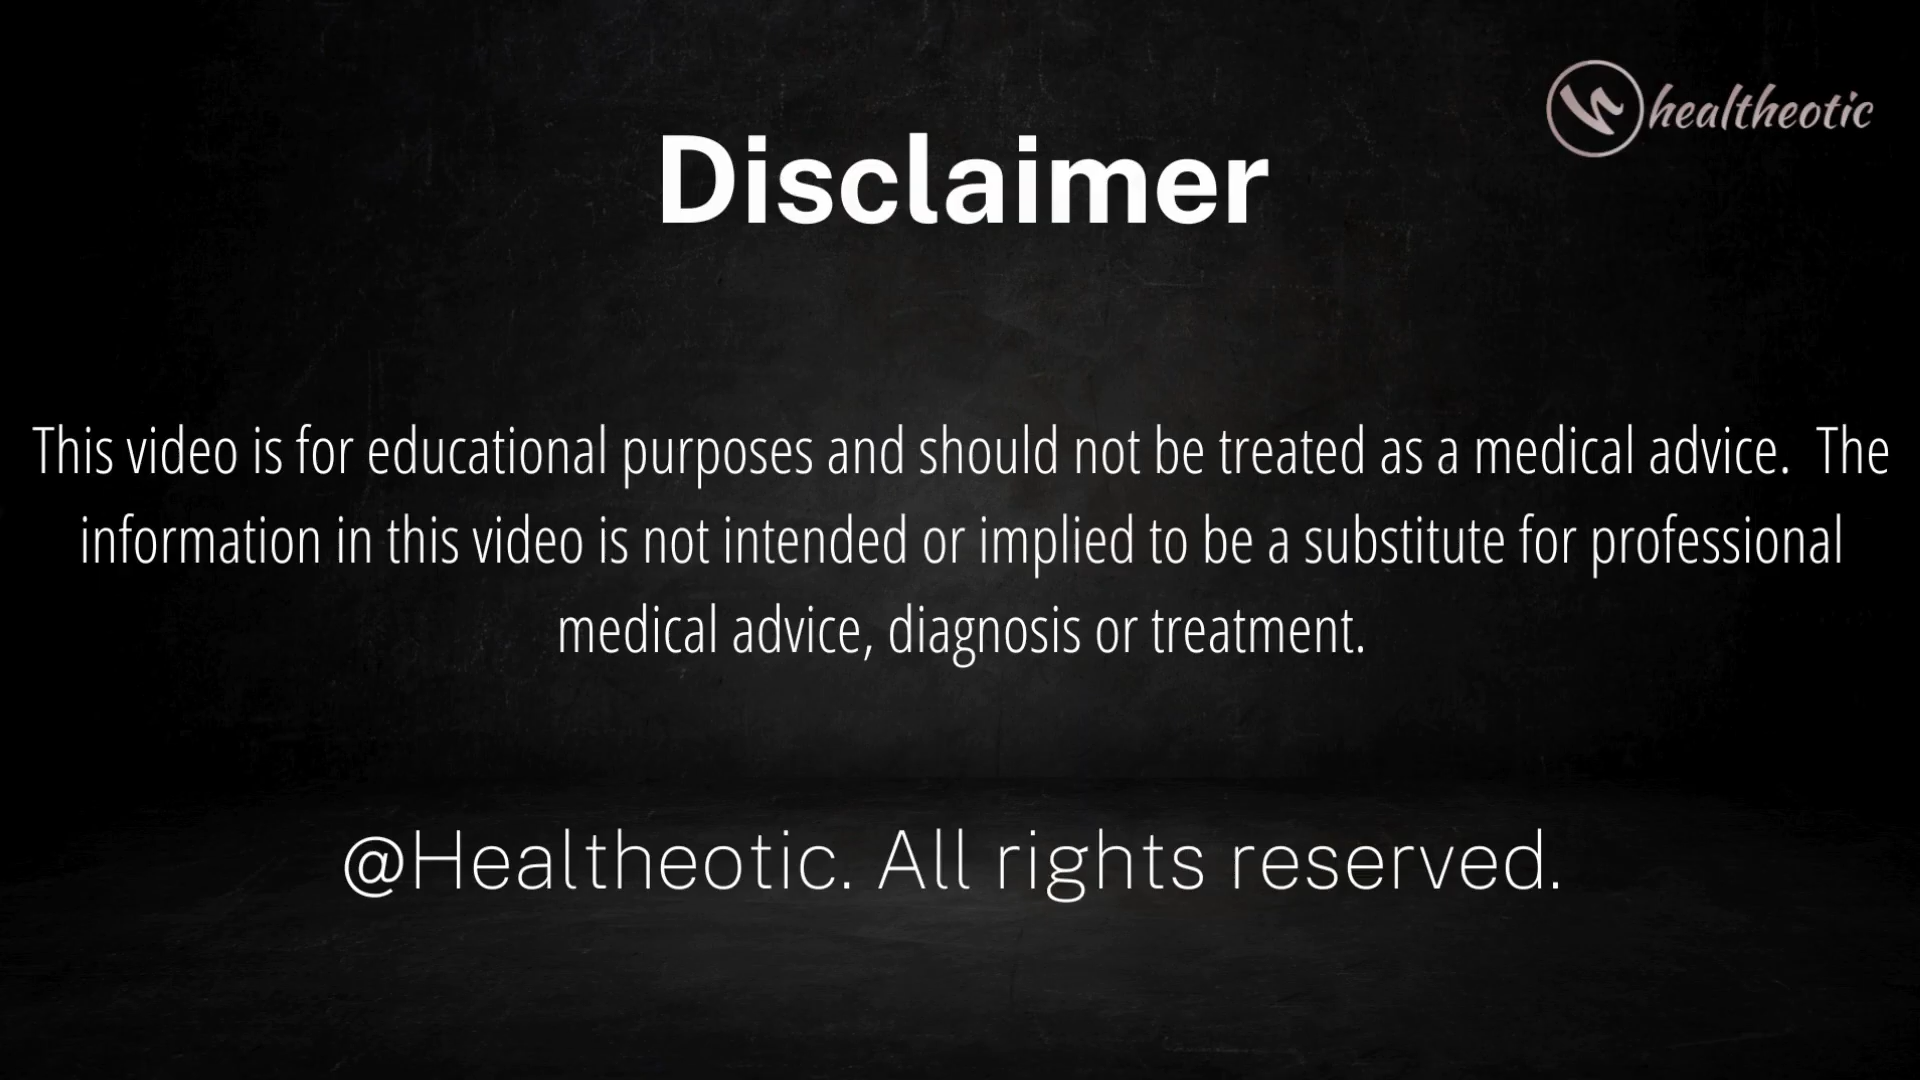 healtheotic
Disclaimer
This video is for educational purposes and should not be treated as a medical advice.  The
information in this video is not intended or implied to be a substitute for professional
medical advice, diagnosis or treatment.
@Healtheotic. All rights reserved.